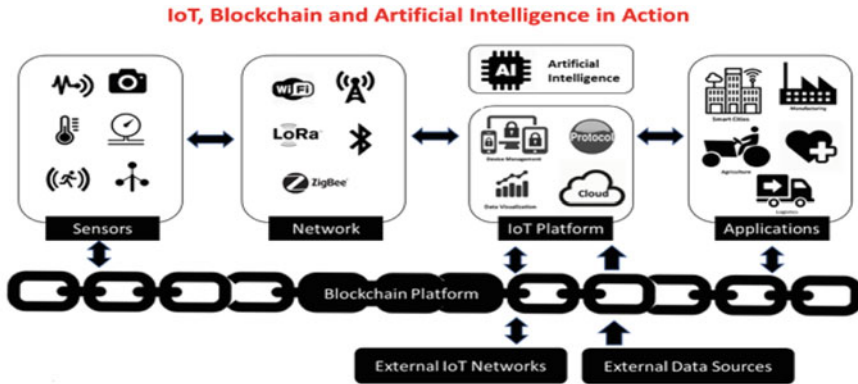 IoT, Blockchain and Artificial Intelligence in Action
WiFi
LoRa
ZigBee
AI
Artificial
Intelligence
Protocol
Device Management
Data Visualization
Cloud
Smart Cities
Manufacturing
Agriculture
Logistics
Sensors
Network
IoT Platform
Applications
Blockchain Platform
External IoT Networks
External Data Sources